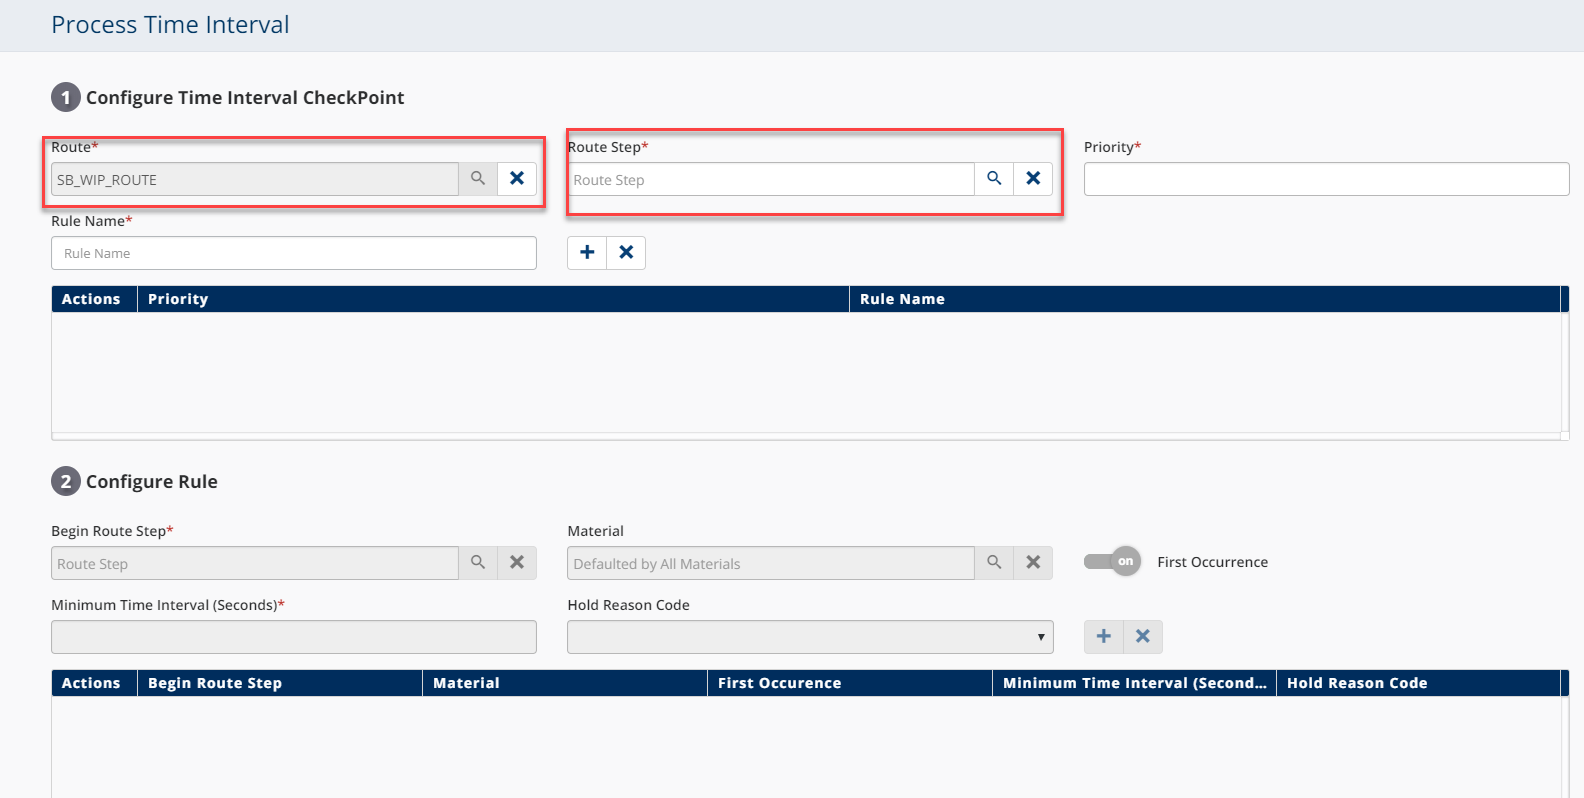 Process Time Interval
1 Configure Time Interval CheckPoint
Route* Route Step* Priority*
SB_WIP_ROUTE Route Step
Rule Name*
Rule Name
Actions Priority Rule Name
2 Configure Rule
Begin Route Step* Material
Route Step Defaulted by All Materials on First Occurrence
Minimum Time Interval (Seconds)* Hold Reason Code
Actions Begin Route Step Material First Occurence Minimum Time Interval (Second... Hold Reason Code